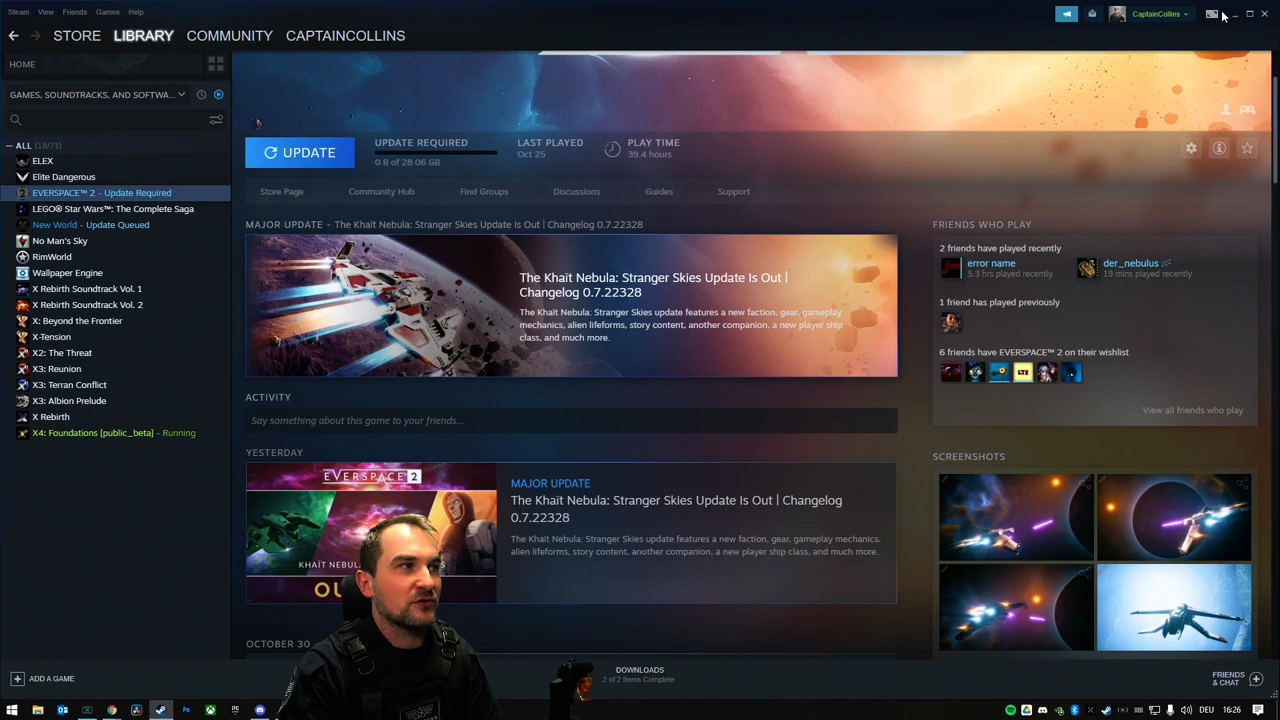 Steam View Friends Games Help
CaptainCollins
STORE LIBRARY COMMUNITY CAPTAINCOLLINS
HOME
GAMES, SOUNDTRACKS, AND SOFTWA...
ALL (18/71)
ELEX
Elite Dangerous
EVERSPACE™ 2 - Update Required
LEGO® Star Wars™: The Complete Saga
New World - Update Queued
No Man's Sky
RimWorld
Wallpaper Engine
X Rebirth Soundtrack Vol. 1
X Rebirth Soundtrack Vol. 2
X: Beyond the Frontier
X-Tension
X2: The Threat
X3: Reunion
X3: Terran Conflict
X3: Albion Prelude
X Rebirth
X4: Foundations [public_beta] - Running
UPDATE
UPDATE REQUIRED
0 B of 28.06 GB
LAST PLAYED
Oct 25
PLAY TIME
39.4 hours
Store Page Community Hub Find Groups Discussions Guides Support
MAJOR UPDATE - The Khaït Nebula: Stranger Skies Update Is Out | Changelog 0.7.22328
The Khaït Nebula: Stranger Skies Update Is Out |
Changelog 0.7.22328
The Khaït Nebula: Stranger Skies update features a new faction, gear, gameplay
mechanics, alien lifeforms, story content, another companion, a new player ship
class, and much more.
ACTIVITY
Say something about this game to your friends...
YESTERDAY
EVERSPACE 2
KHAÏT NEBULA
MAJOR UPDATE
The Khaït Nebula: Stranger Skies Update Is Out | Changelog
0.7.22328
The Khaït Nebula: Stranger Skies update features a new faction, gear, gameplay mechanics,
alien lifeforms, story content, another companion, a new player ship class, and much more.
OCTOBER 30
FRIENDS WHO PLAY
2 friends have played recently
error name
5.3 hrs played recently
der_nebulus
19 mins played recently
1 friend has played previously
6 friends have EVERSPACE™ 2 on their wishlist
LTI
View all friends who play
SCREENSHOTS
ADD A GAME
DOWNLOADS
2 of 2 Items Complete
FRIENDS
& CHAT
DEU 16:26